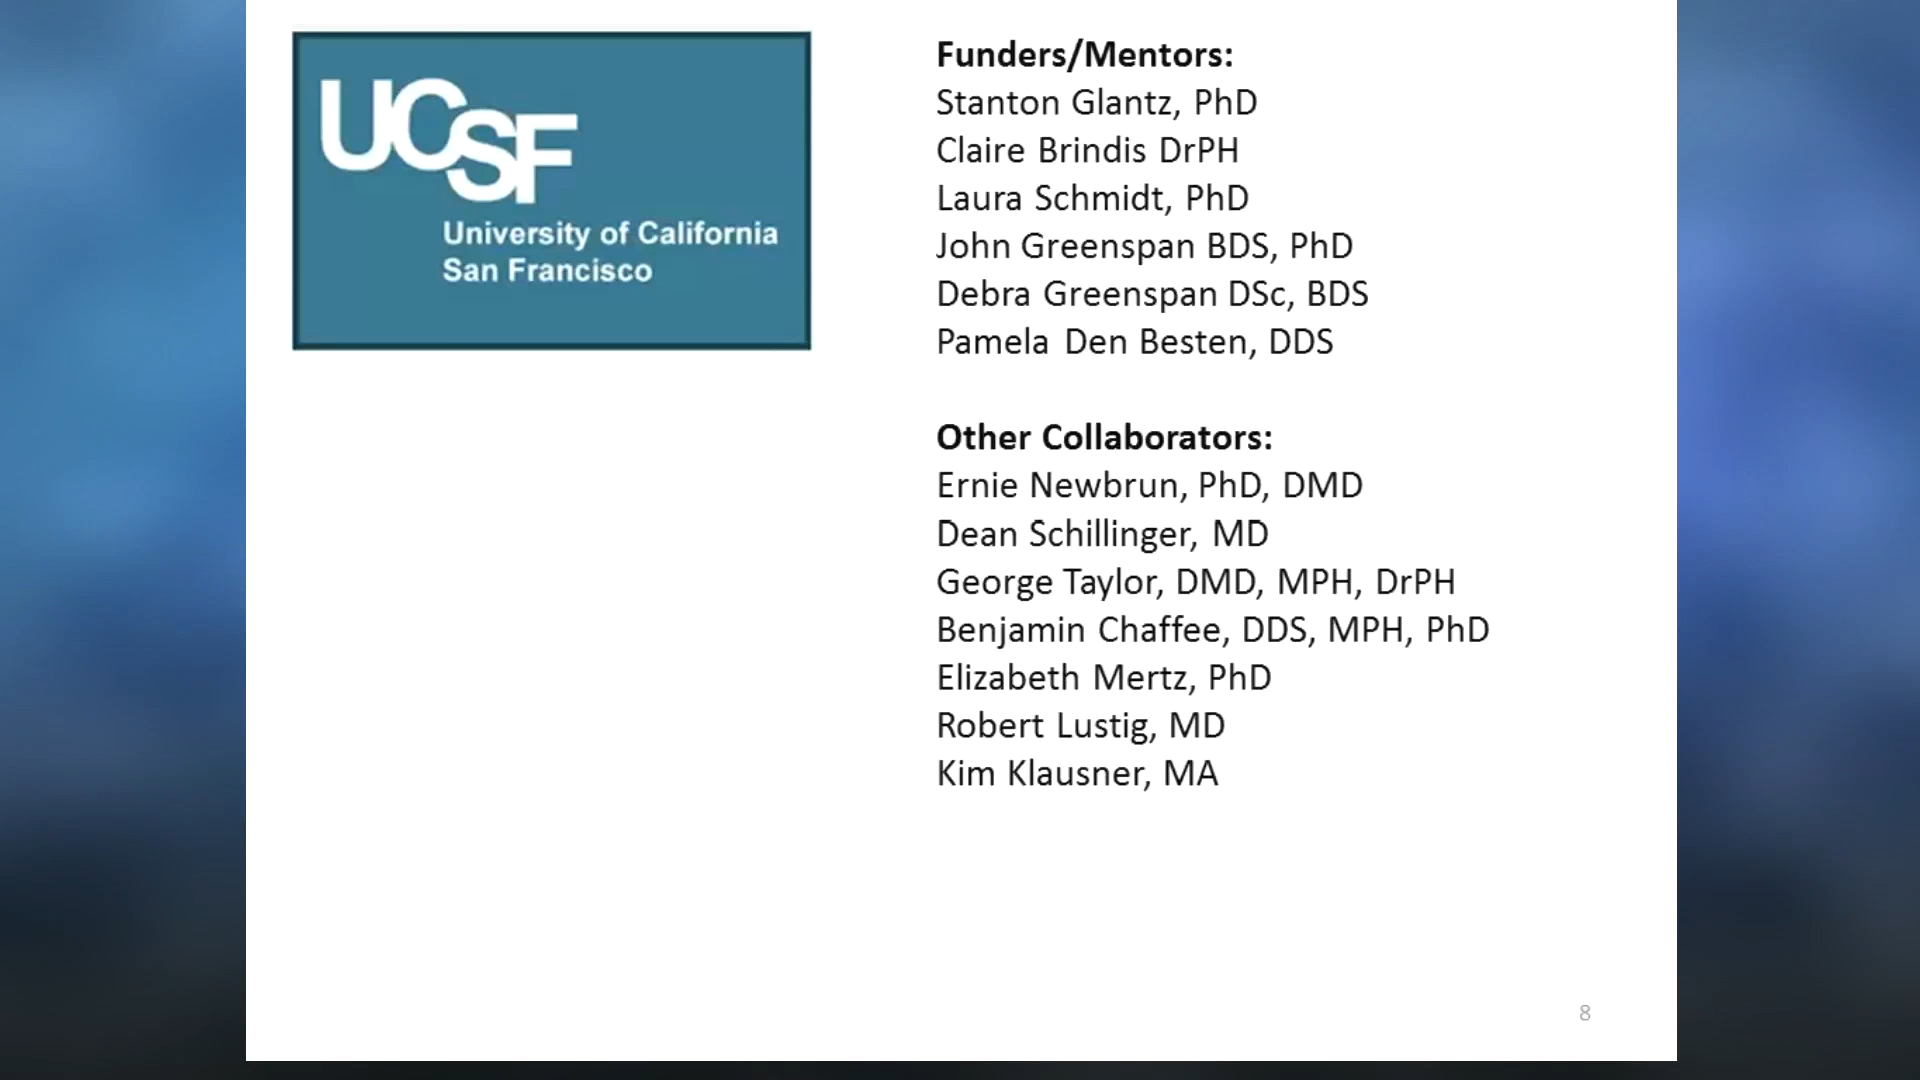 UCSF
University of California
San Francisco
Funders/Mentors:
Stanton Glantz, PhD
Claire Brindis DrPH
Laura Schmidt, PhD
John Greenspan BDS, PhD
Debra Greenspan DSc, BDS
Pamela Den Besten, DDS
Other Collaborators:
Ernie Newbrun, PhD, DMD
Dean Schillinger, MD
George Taylor, DMD, MPH, DrPH
Benjamin Chaffee, DDS, MPH, PhD
Elizabeth Mertz, PhD
Robert Lustig, MD
Kim Klausner, MA
8